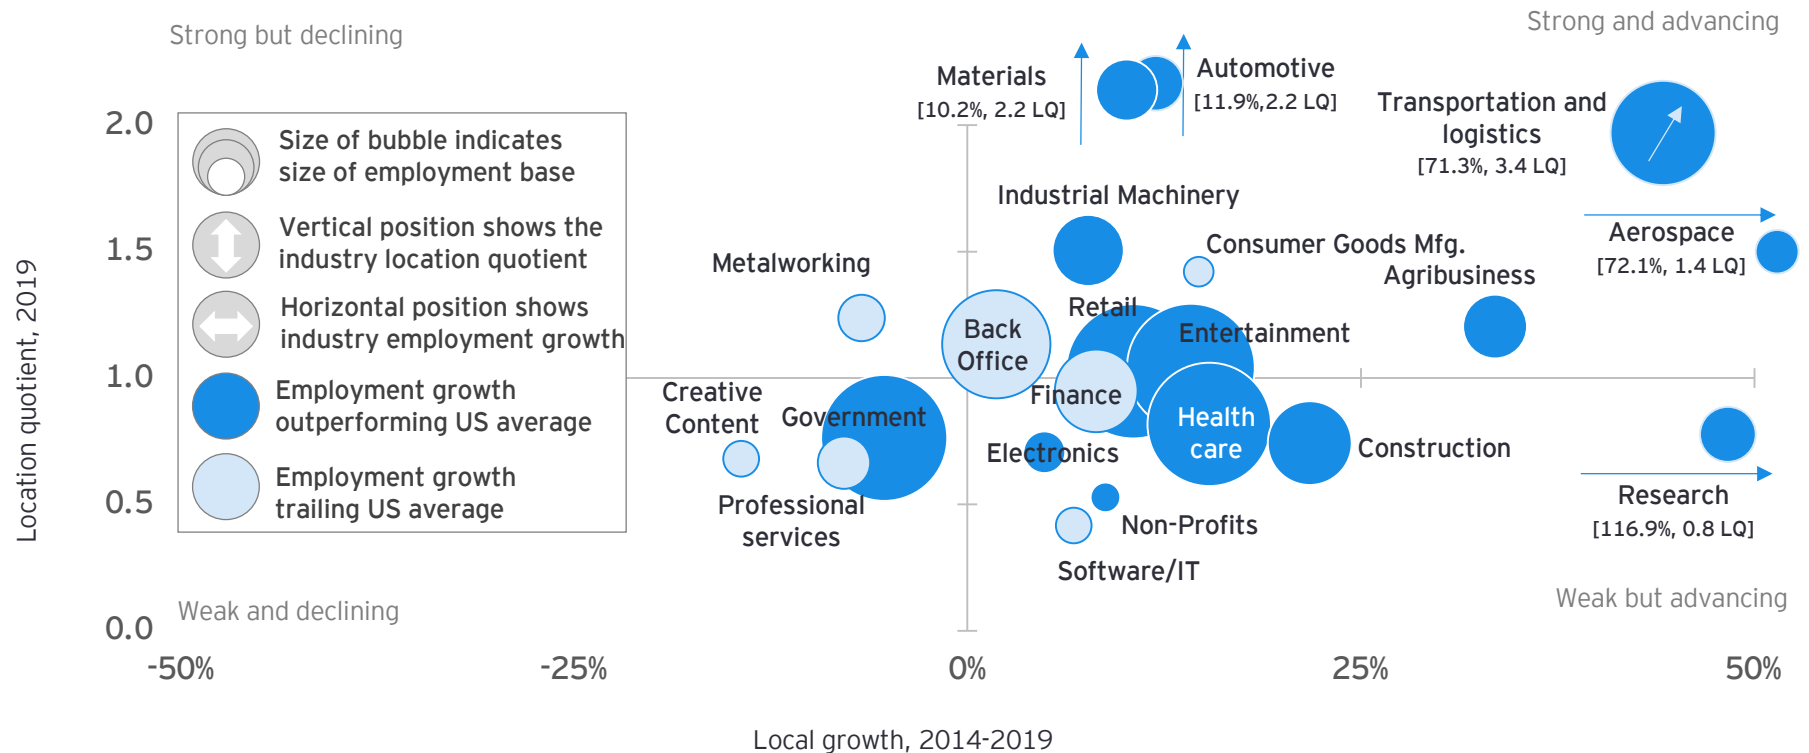 Strong but declining
Strong and advancing
Materials
[10.2%, 2.2 LQ]
Automotive
[11.9%,2.2 LQ]
Transportation and
logistics
[71.3%, 3.4 LQ]
2.0
Size of bubble indicates
size of employment base
Industrial Machinery
Vertical position shows the
industry location quotient
1.5
Metalworking
Consumer Goods Mfg.
Agribusiness
Aerospace
[72.1%, 1.4 LQ]
Horizontal position shows
industry employment growth
Retail
Entertainment
Back
Office
1.0
Employment growth
outperforming US average
Creative
Content
Government
Finance
Health
care
Electronics
Construction
Employment growth
trailing US average
0.5
Professional
services
Non-Profits
Software/IT
Research
[116.9%, 0.8 LQ]
Weak and declining
Weak but advancing
0.0
-50%
-25%
0%
25%
50%
Location quotient, 2019
Local growth, 2014-2019